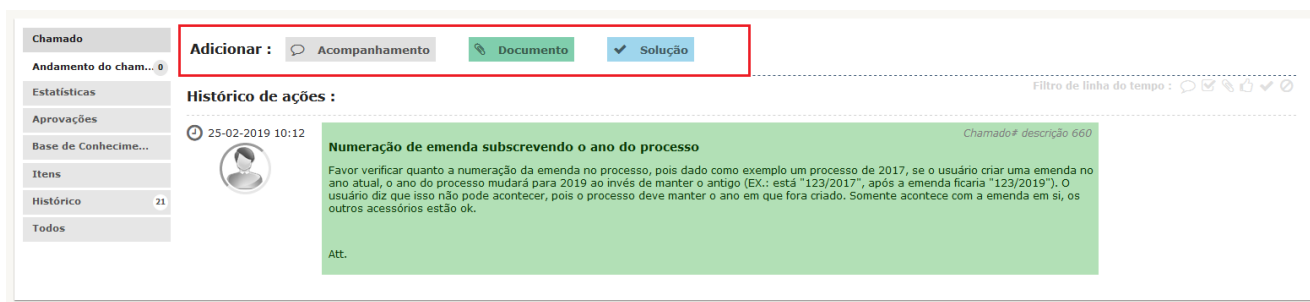 Chamado
Andamento do cham... 0
Estatísticas
Aprovações
Base de Conhecime...
Itens
Histórico 21
Todos
Adicionar : Acompanhamento Documento Solução
Filtro de linha do tempo :
Histórico de ações :
25-02-2019 10:12
Chamado# descrição 660
Numeração de emenda subscrevendo o ano do processo
Favor verificar quanto a numeração da emenda no processo, pois dado como exemplo um processo de 2017, se o usuário criar uma emenda no
ano atual, o ano do processo mudará para 2019 ao invés de manter o antigo (EX.: está "123/2017", após a emenda ficaria "123/2019"). O
usuário diz que isso não pode acontecer, pois o processo deve manter o ano em que fora criado. Somente acontece com a emenda em si, os
outros acessórios estão ok.
Att.